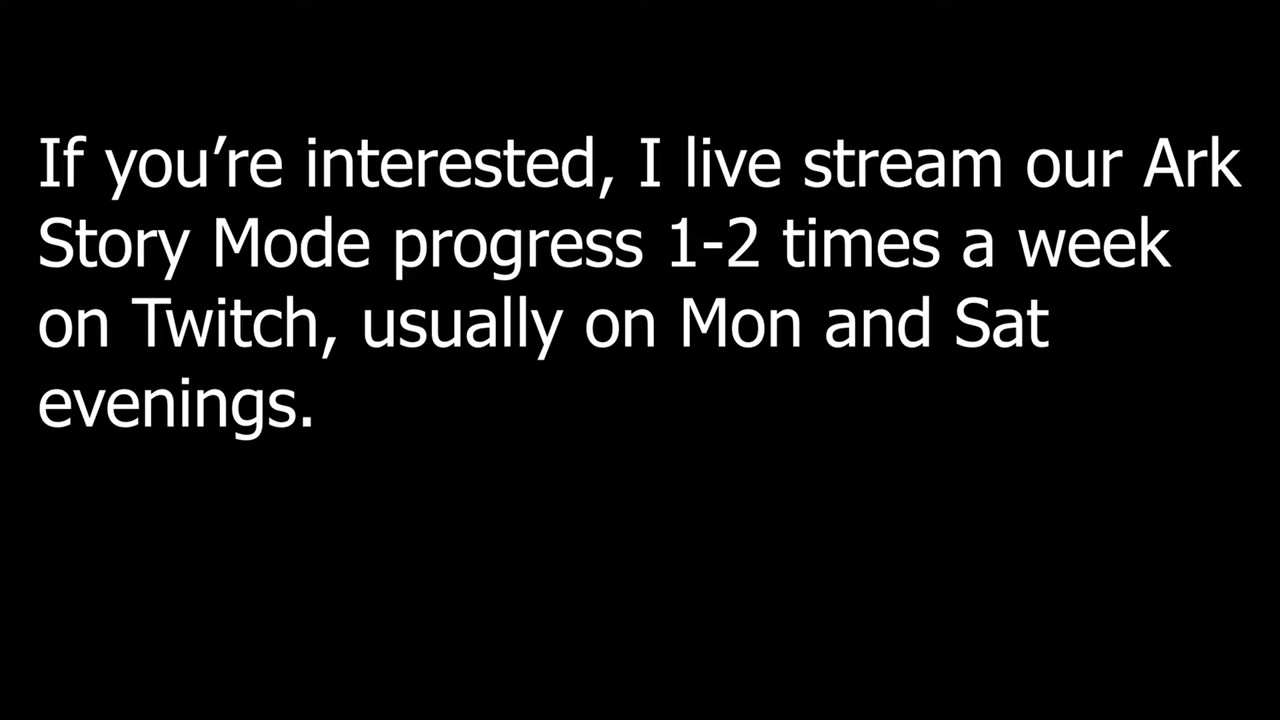 If you’re interested, I live stream our Ark
Story Mode progress 1-2 times a week
on Twitch, usually on Mon and Sat
evenings.